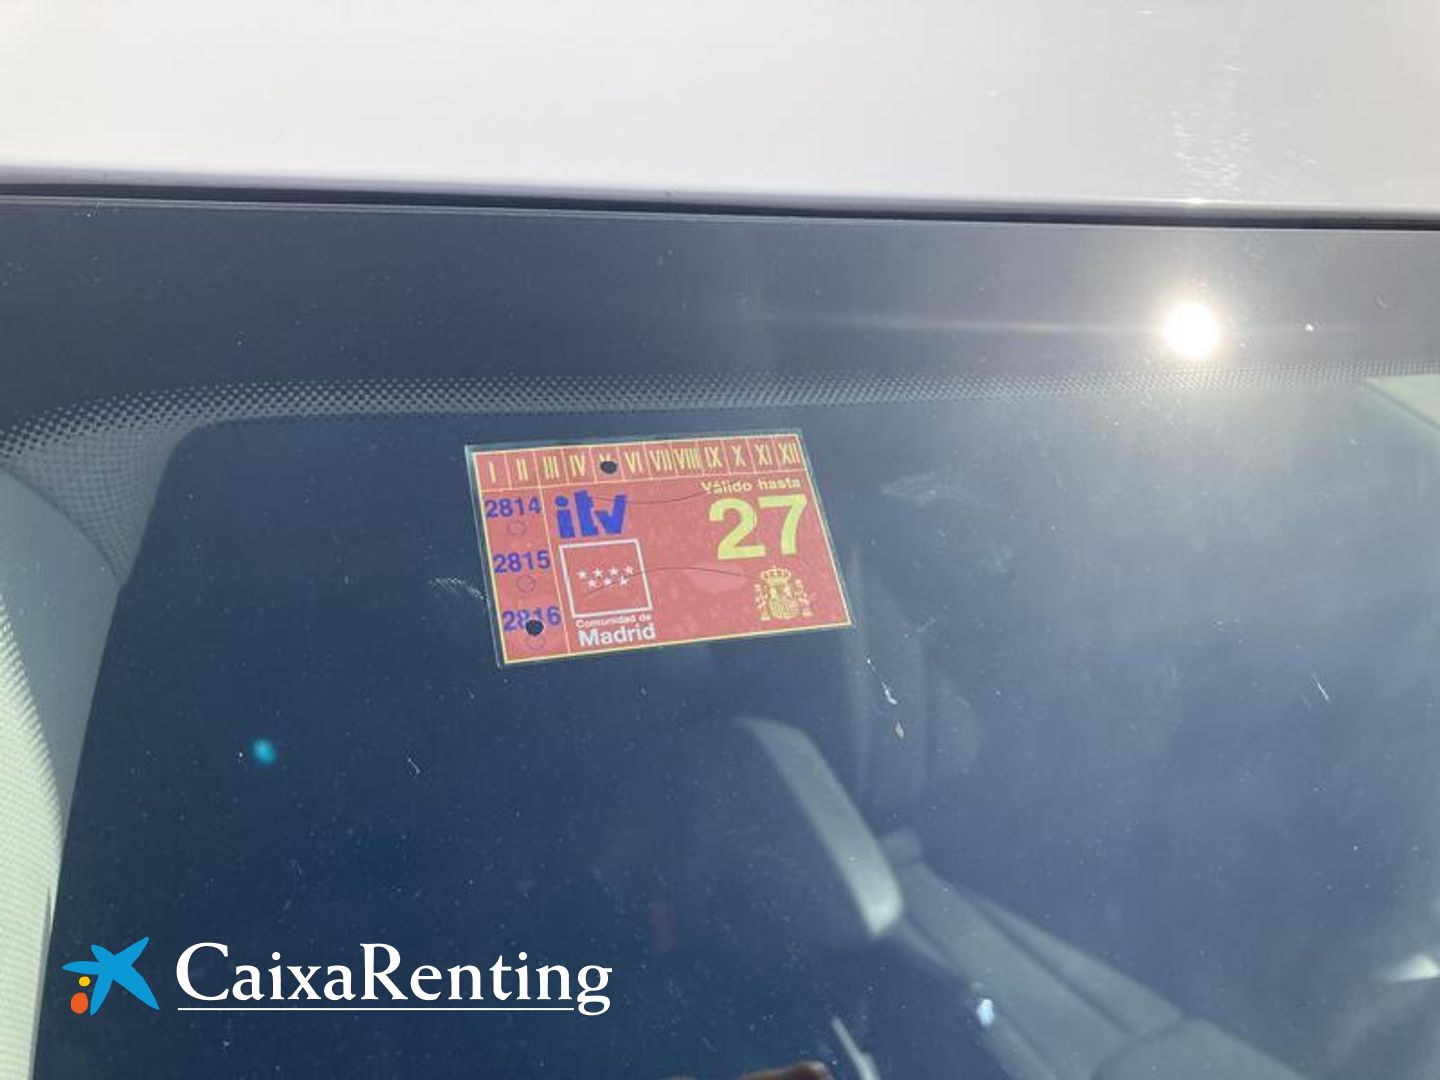 I II III IV V VI VII VIII IX X XI XII
Válido hasta
27
2814
itv
2815
2816
Comunidad de
Madrid
CaixaRenting